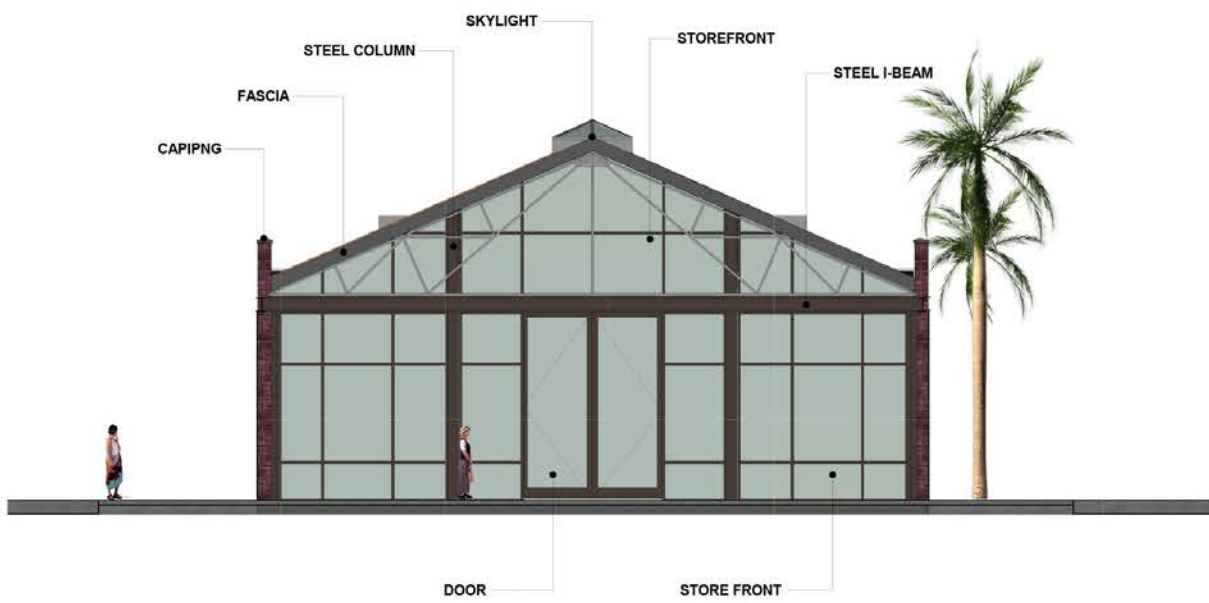 SKYLIGHT
STOREFRONT
STEEL COLUMN
STEEL I-BEAM
FASCIA
CAPIPNG
DOOR
STORE FRONT